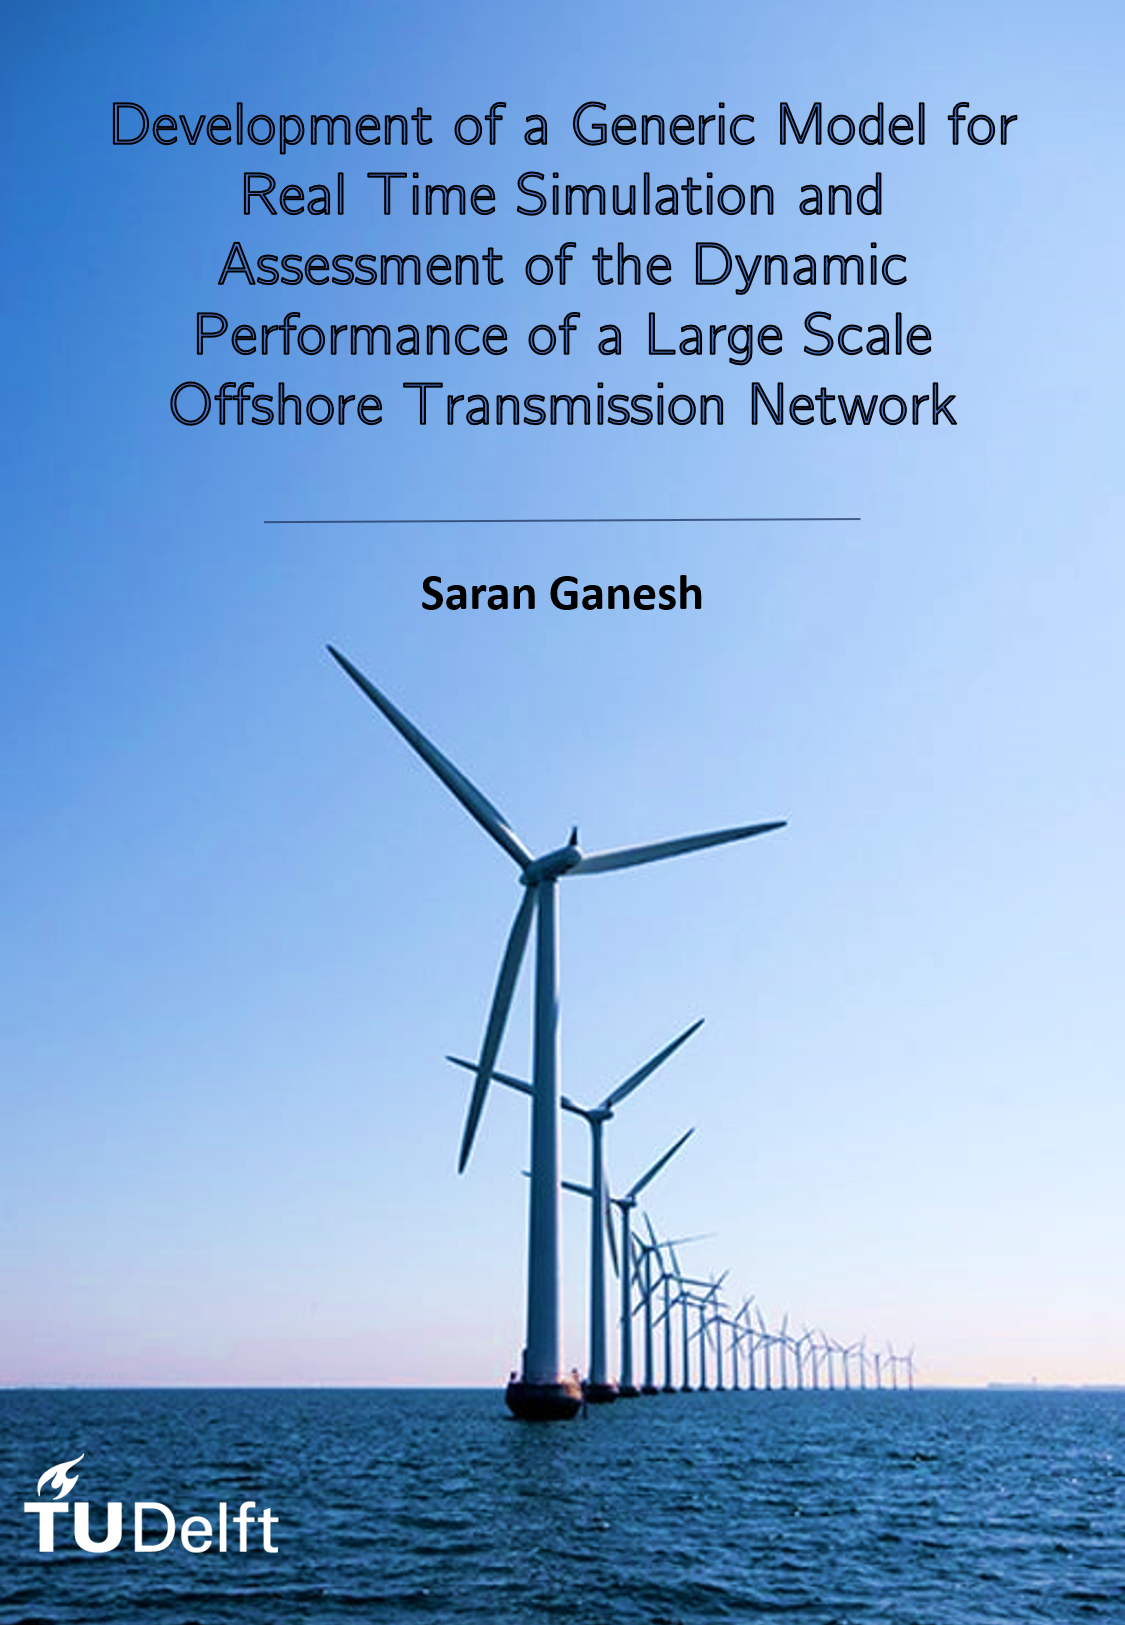 Development of a Generic Model for
Real Time Simulation and
Assessment of the Dynamic
Performance of a Large Scale
Offshore Transmission Network
Saran Ganesh
TUDelft